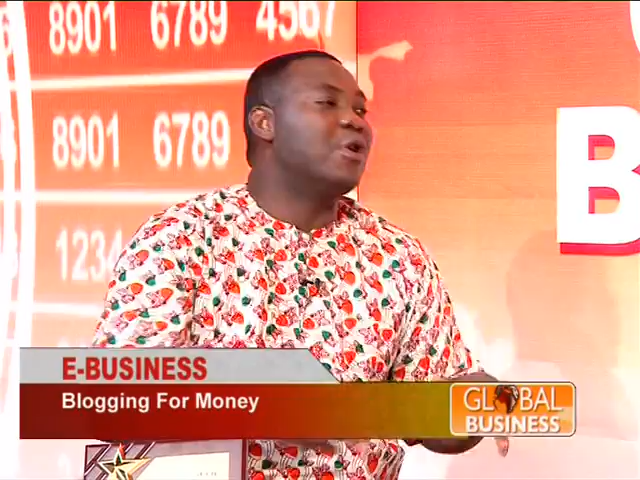 8901 6789 4567
8901 6789
1234
B
E-BUSINESS
Blogging For Money
GLOBAL
BUSINESS